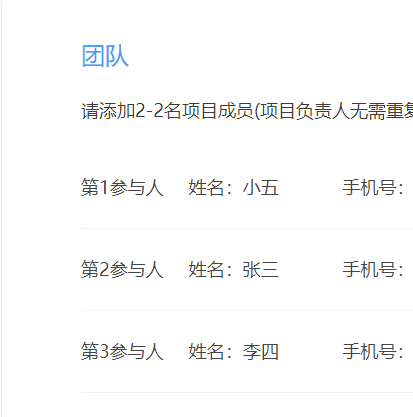 团队
请添加2-2名项目成员(项目负责人无需重复
第1参与人 姓名：小五 手机号：
第2参与人 姓名：张三 手机号：
第3参与人 姓名：李四 手机号：